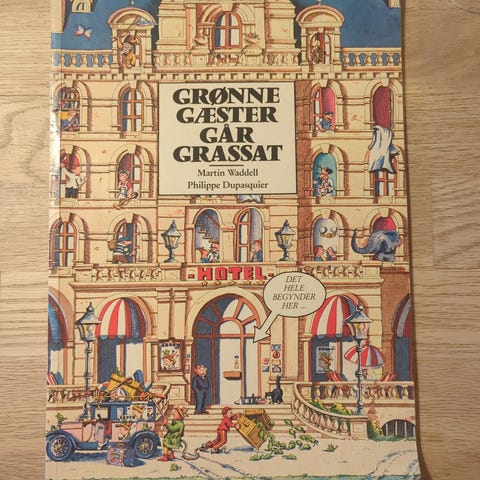 GRØNNE
GÆSTER
GÅR
GRASSAT
Martin Waddell
Philippe Dupasquier
- HOTEL -
DET
HELE
BEGYNDER
HER ...